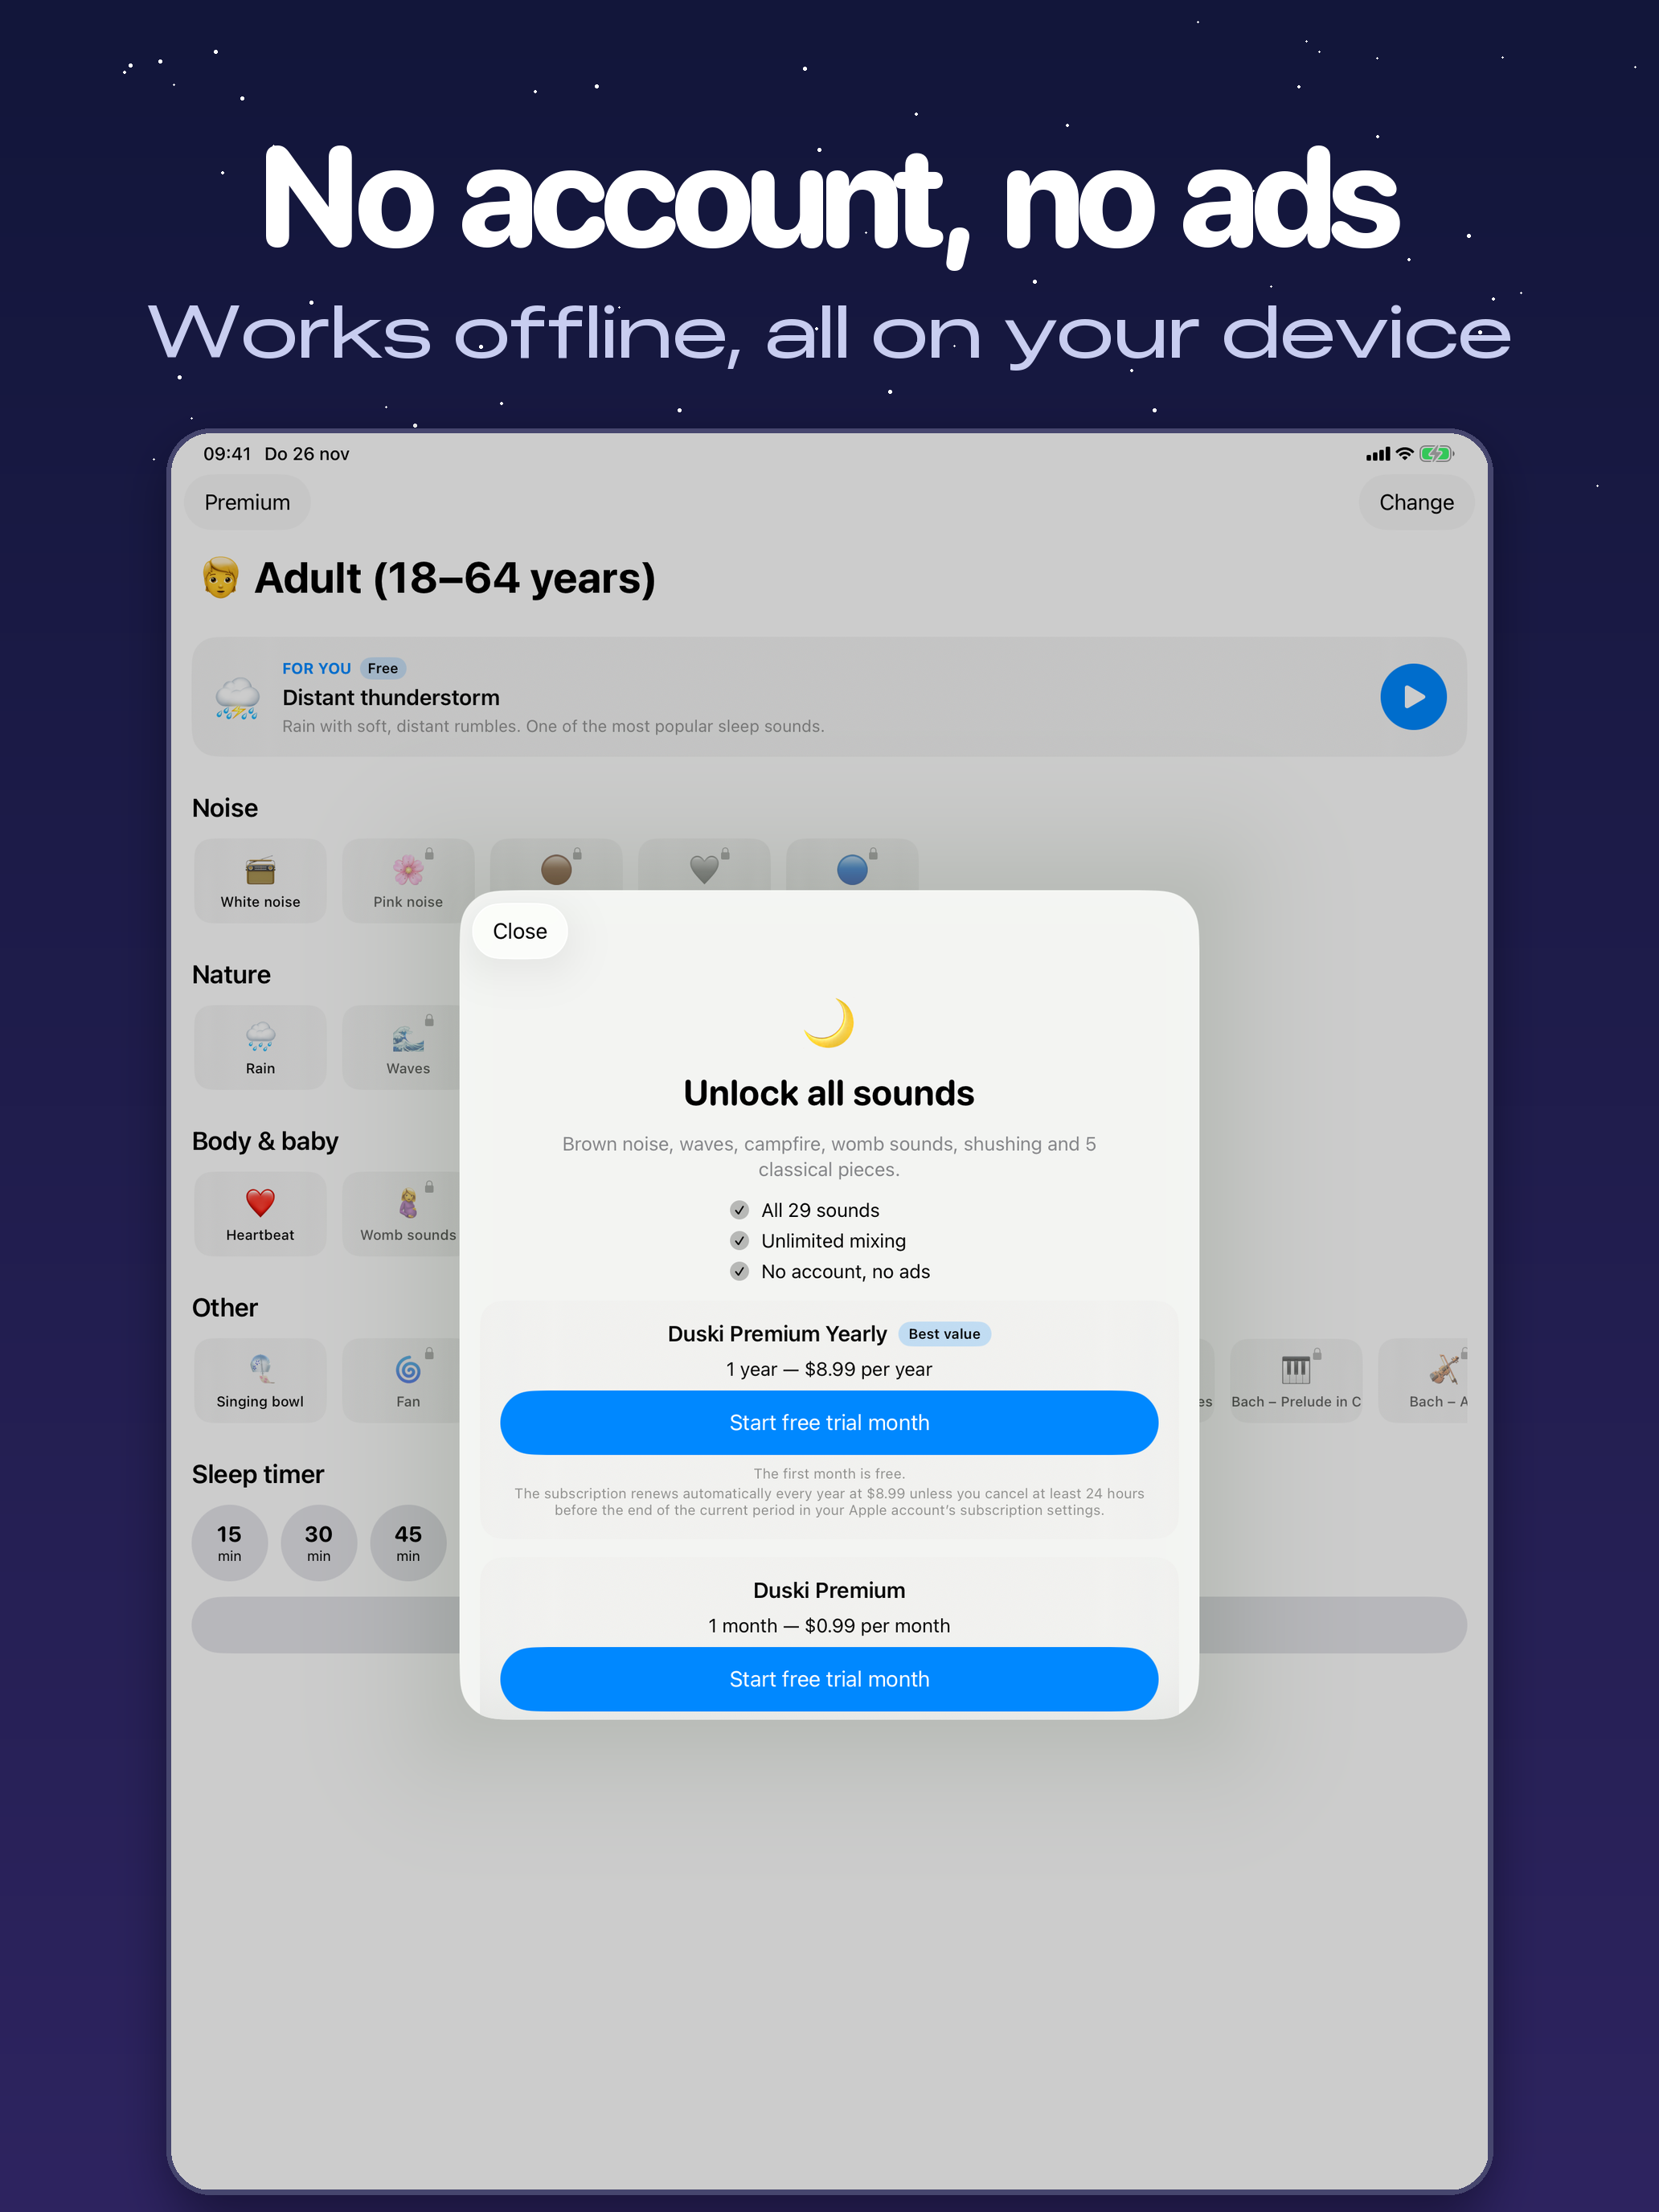 No account, no ads
Works offline, all on your device
09:41 Do 26 nov
Premium
Change
Adult (18–64 years)
FOR YOU Free
Distant thunderstorm
Rain with soft, distant rumbles. One of the most popular sleep sounds.
Noise
White noise
Pink noise
Nature
Rain
Waves
Body & baby
Heartbeat
Womb sounds
Other
Singing bowl
Fan
es
Bach – Prelude in C
Bach – A
Sleep timer
15
min
30
min
45
min
Close
Unlock all sounds
Brown noise, waves, campfire, womb sounds, shushing and 5
classical pieces.
All 29 sounds
Unlimited mixing
No account, no ads
Duski Premium Yearly Best value
1 year — $8.99 per year
Start free trial month
The first month is free.
The subscription renews automatically every year at $8.99 unless you cancel at least 24 hours
before the end of the current period in your Apple account's subscription settings.
Duski Premium
1 month — $0.99 per month
Start free trial month